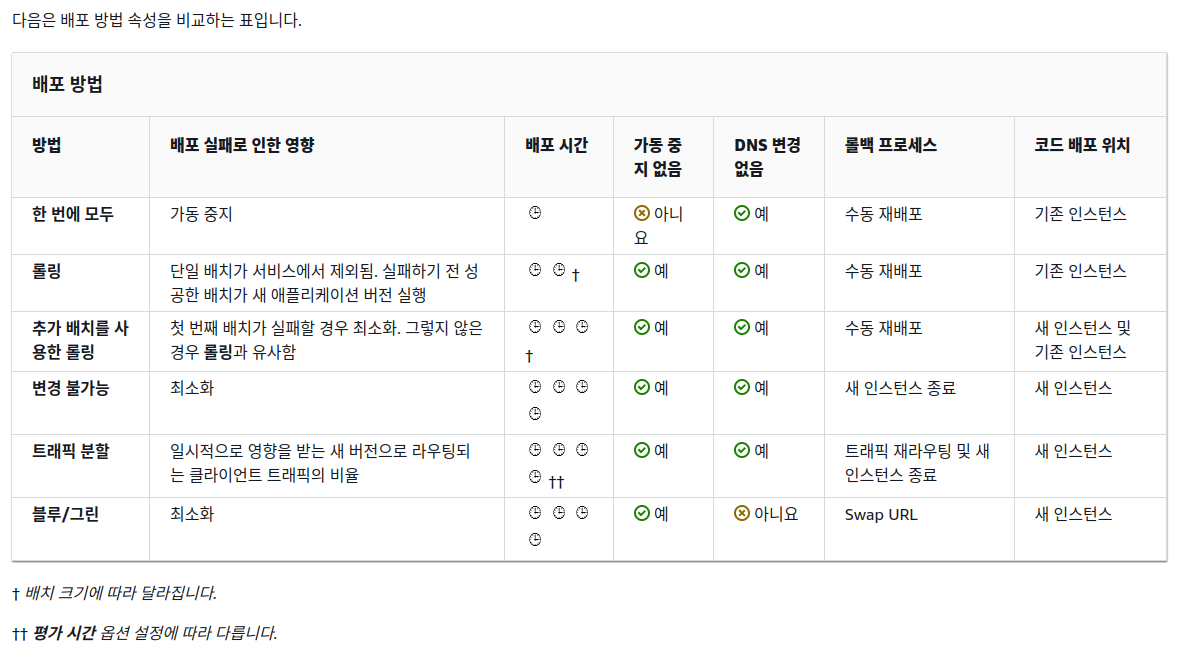 다음은 배포 방법 속성을 비교하는 표입니다.
배포 방법
방법 배포 실패로 인한 영향 배포 시간 가동 중지 없음 DNS 변경 없음 롤백 프로세스 코드 배포 위치
한 번에 모두 가동 중지 아니요 예 수동 재배포 기존 인스턴스
롤링 단일 배치가 서비스에서 제외됨. 실패하기 전 성공한 배치가 새 애플리케이션 버전 실행 † 예 예 수동 재배포 기존 인스턴스
추가 배치를 사용한 롤링 첫 번째 배치가 실패할 경우 최소화. 그렇지 않은 경우 롤링과 유사함 † 예 예 수동 재배포 새 인스턴스 및 기존 인스턴스
변경 불가능 최소화 예 예 새 인스턴스 종료 새 인스턴스
트래픽 분할 일시적으로 영향을 받는 새 버전으로 라우팅되는 클라이언트 트래픽의 비율 †† 예 예 트래픽 재라우팅 및 새 인스턴스 종료 새 인스턴스
블루/그린 최소화 예 아니요 Swap URL 새 인스턴스
† 배치 크기에 따라 달라집니다.
†† 평가 시간 옵션 설정에 따라 다릅니다.